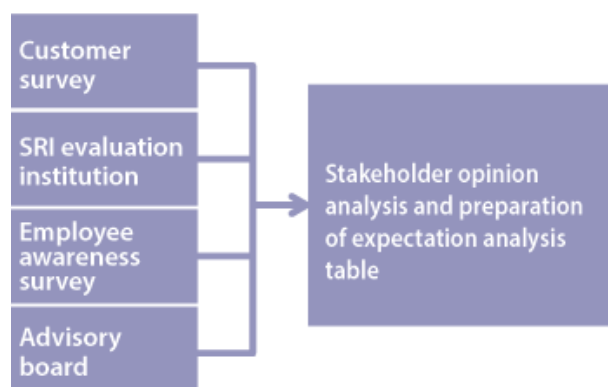 Customer
survey
SRI evaluation
institution
Employee
awareness
survey
Advisory
board
Stakeholder opinion
analysis and preparation
of expectation analysis
table